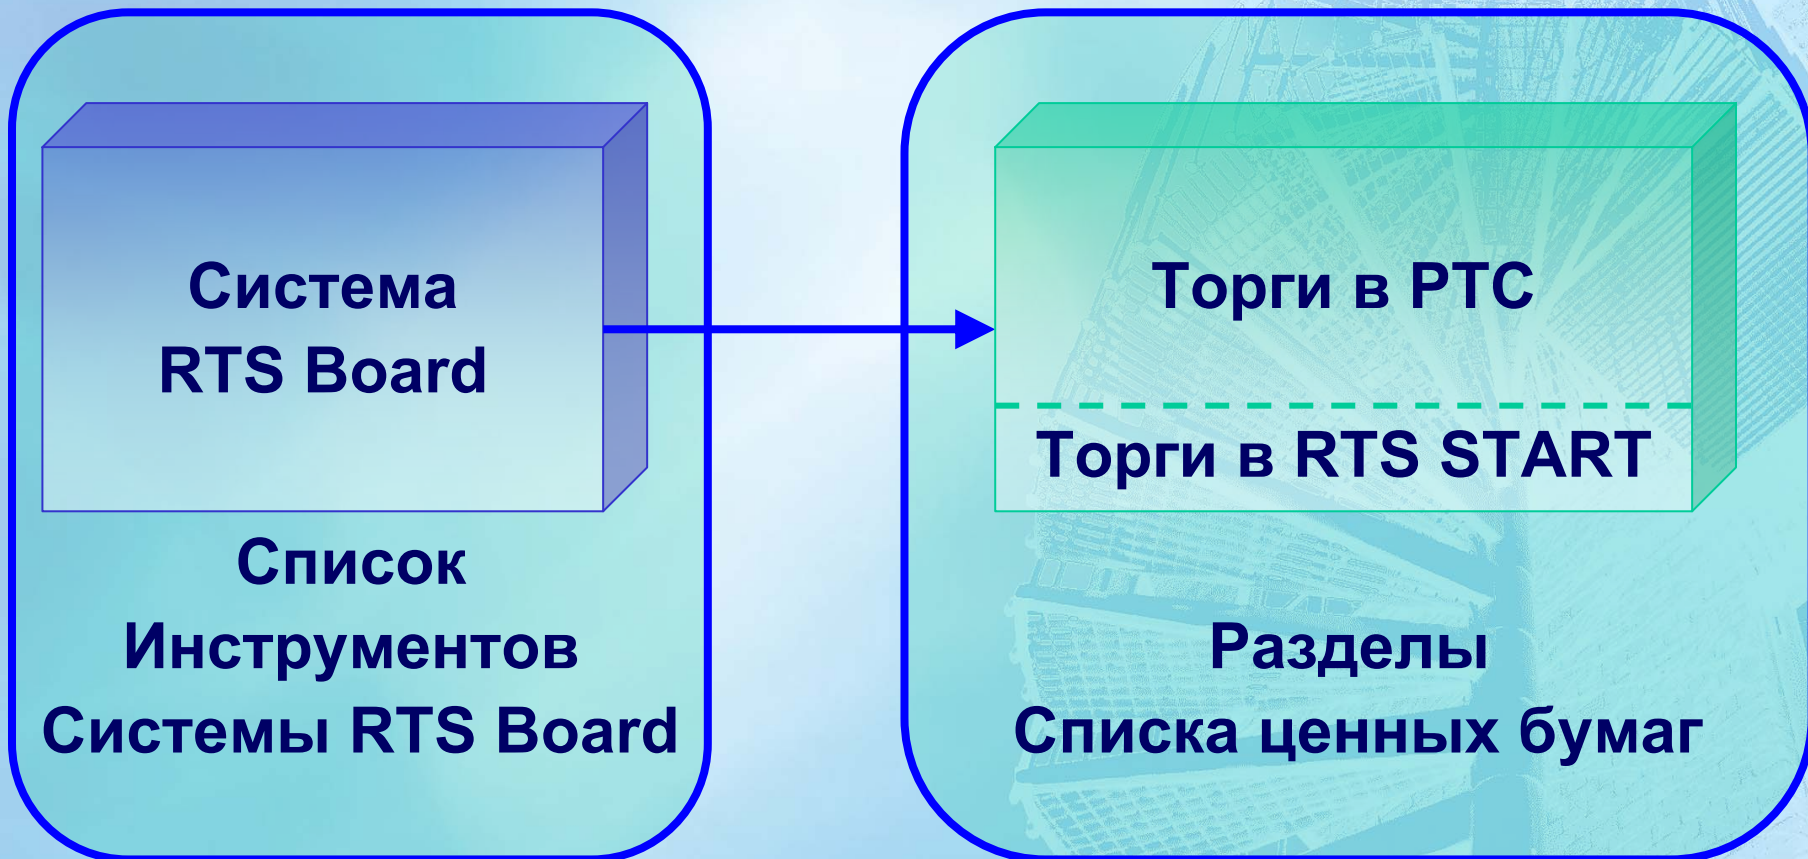 Система
RTS Board
Список
Инструментов
Системы RTS Board
Торги в РТС
Торги в RTS START
Разделы
Списка ценных бумаг